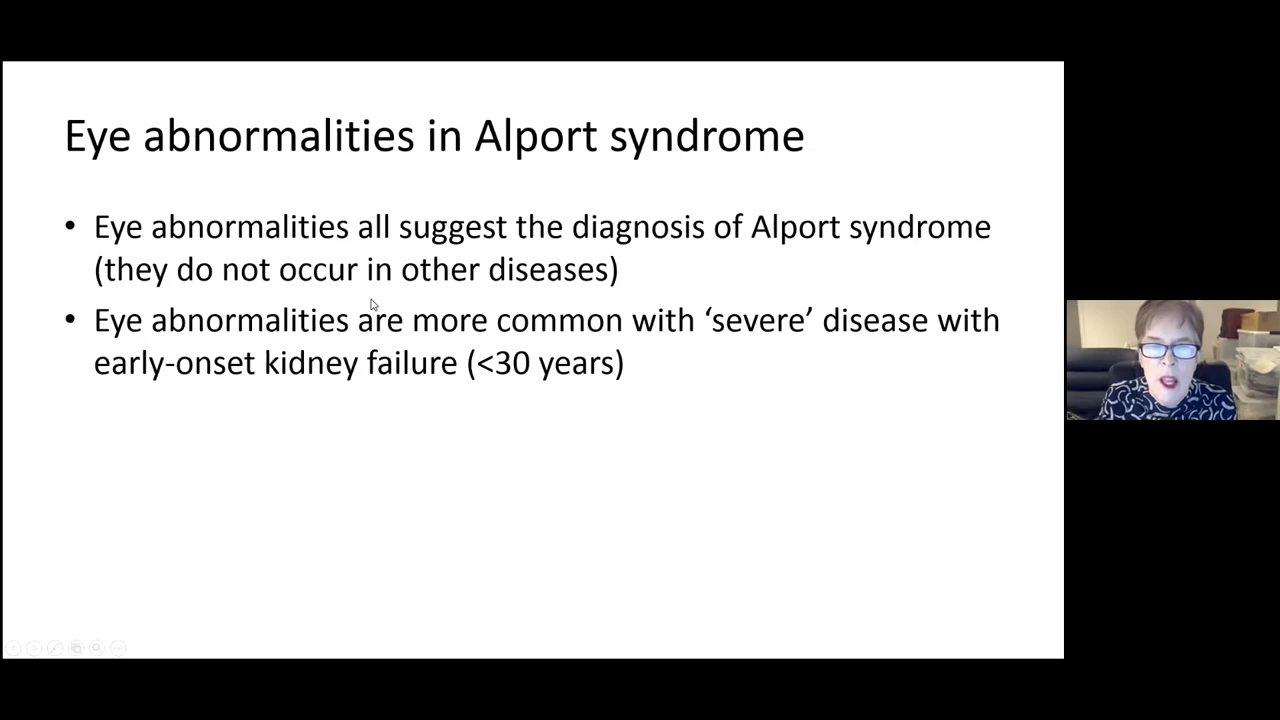 Eye abnormalities in Alport syndrome
• Eye abnormalities all suggest the diagnosis of Alport syndrome
(they do not occur in other diseases)
• Eye abnormalities are more common with ‘severe’ disease with
early-onset kidney failure (<30 years)